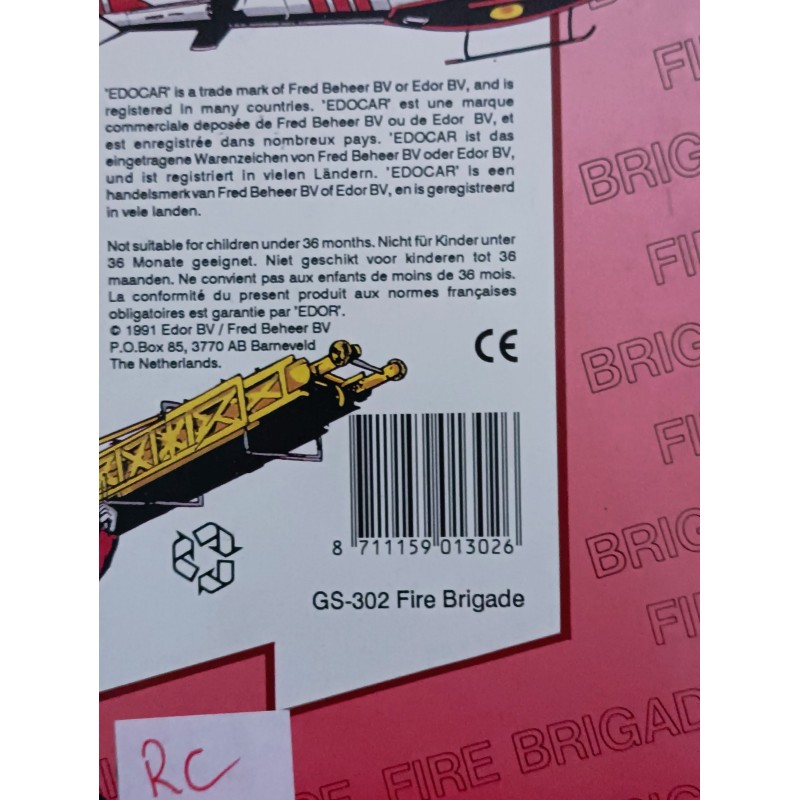 'EDOCAR' is a trade mark of Fred Beheer BV or Edor BV, and is
registered in many countries. 'EDOCAR' est une marque
commerciale deposée de Fred Beheer BV ou de Edor BV, et
est enregistrée dans nombreux pays. 'EDOCAR ist das
eingetragene Warenzeichen von Fred Beheer BV oder Edor BV,
und ist registriert in vielen Ländern. 'EDOCAR' is een
handelsmerk van Fred Beheer BV of Edor BV, en is geregistreerd
in vele landen.
Not suitable for children under 36 months. Nicht für Kinder unter
36 Monate geeignet. Niet geschikt voor kinderen tot 36
maanden. Ne convient pas aux enfants de moins de 36 mois.
La conformité du present produit aux normes françaises
obligatoires est garantie par 'EDOR'.
© 1991 Edor BV / Fred Beheer BV
P.O.Box 85, 3770 AB Barneveld
The Netherlands.
CE
8 711159 013026
GS-302 Fire Brigade
FI
BRIG
FI
BRIG
FI
BRIG
FI
FIRE BRIGAD
RC